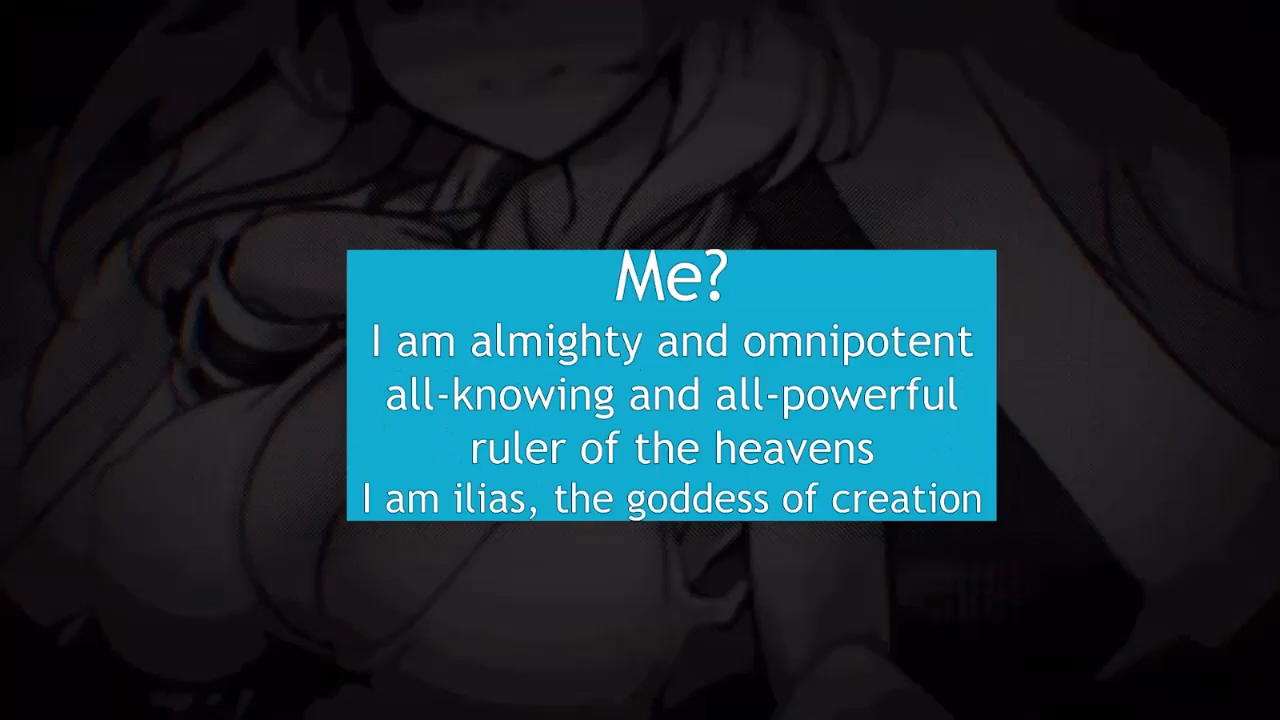 Me?
I am almighty and omnipotent
all-knowing and all-powerful
ruler of the heavens
I am ilias, the goddess of creation